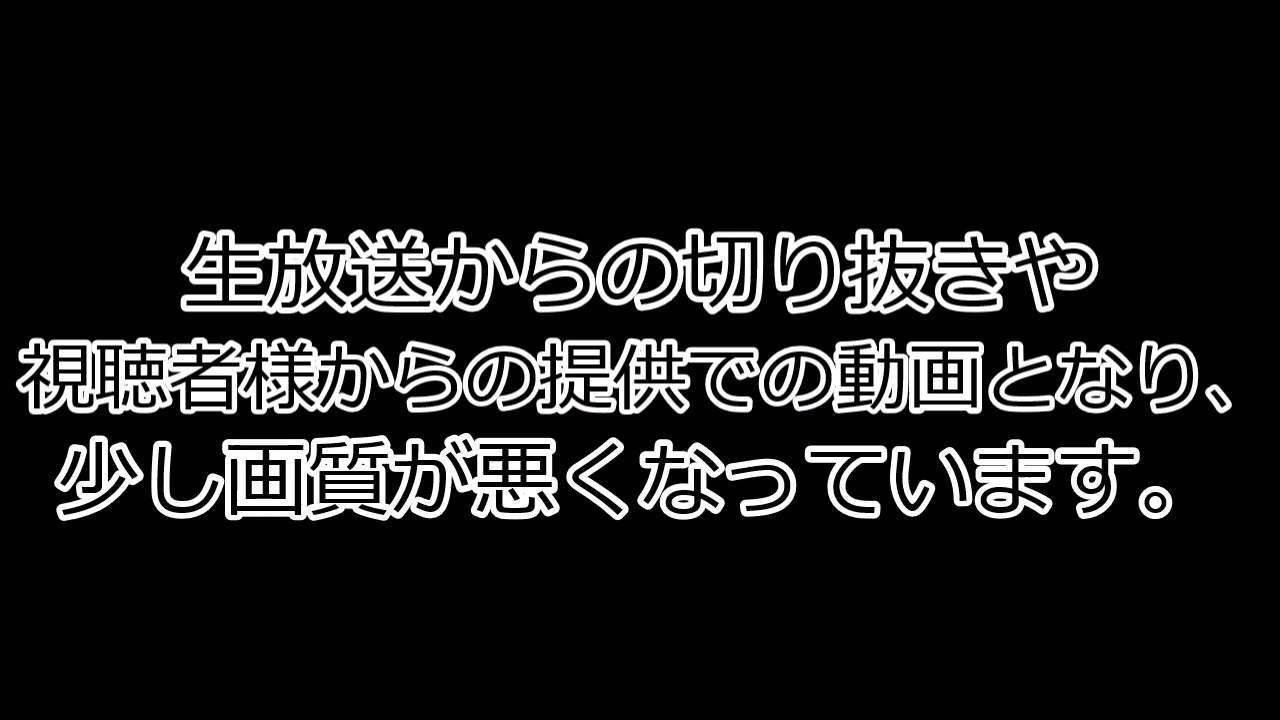 生放送からの切り抜きや
視聴者様からの提供での動画となり、
少し画質が悪くなっています。